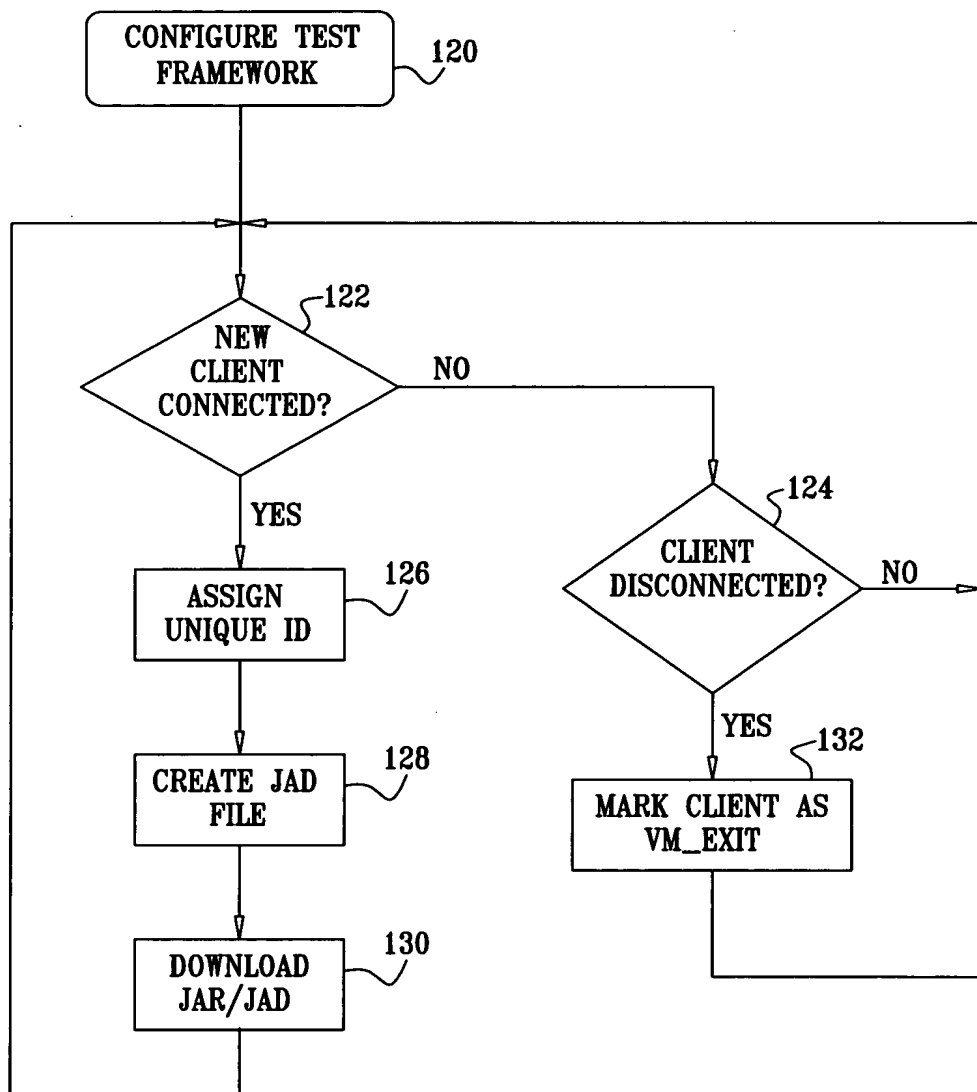 CONFIGURE TEST
FRAMEWORK
120
122
NEW
CLIENT
CONNECTED?
NO
YES
124
CLIENT
DISCONNECTED?
NO
126
ASSIGN
UNIQUE ID
YES
132
128
CREATE JAD
FILE
MARK CLIENT AS
VM_EXIT
130
DOWNLOAD
JAR/JAD